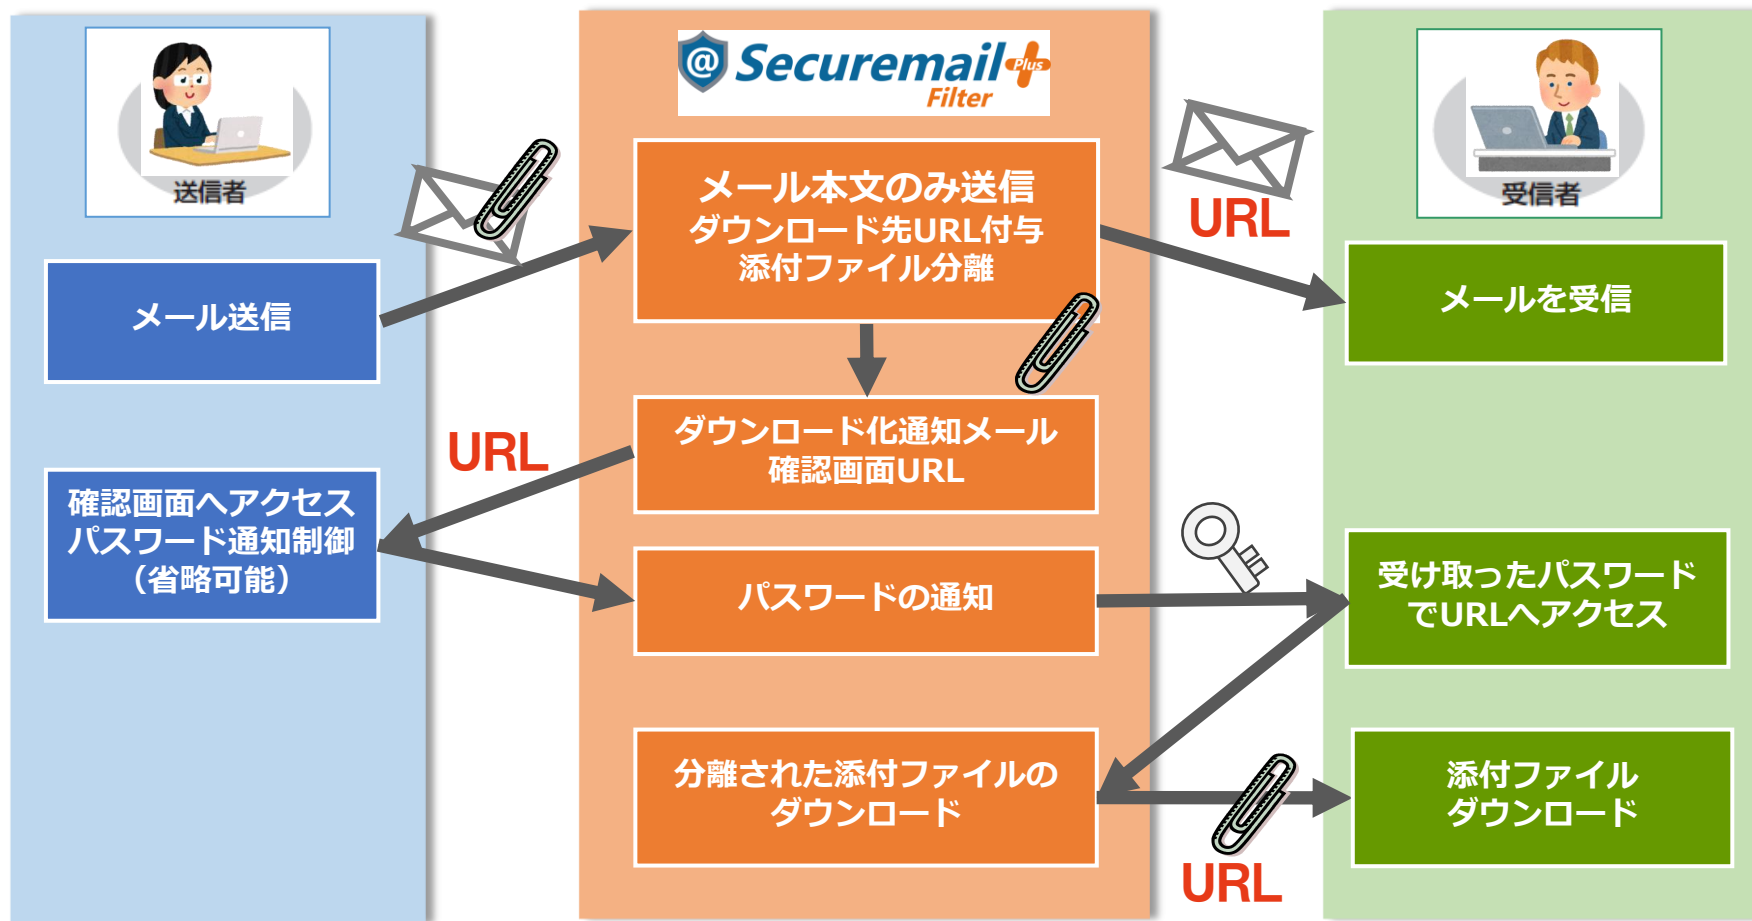 送信者
メール送信
確認画面へアクセス
パスワード通知制御
（省略可能）
URL
@ Securemail Plus
Filter
メール本文のみ送信
ダウンロード先URL付与
添付ファイル分離
ダウンロード化通知メール
確認画面URL
パスワードの通知
分離された添付ファイルの
ダウンロード
URL
URL
受信者
メールを受信
受け取ったパスワード
でURLへアクセス
添付ファイル
ダウンロード